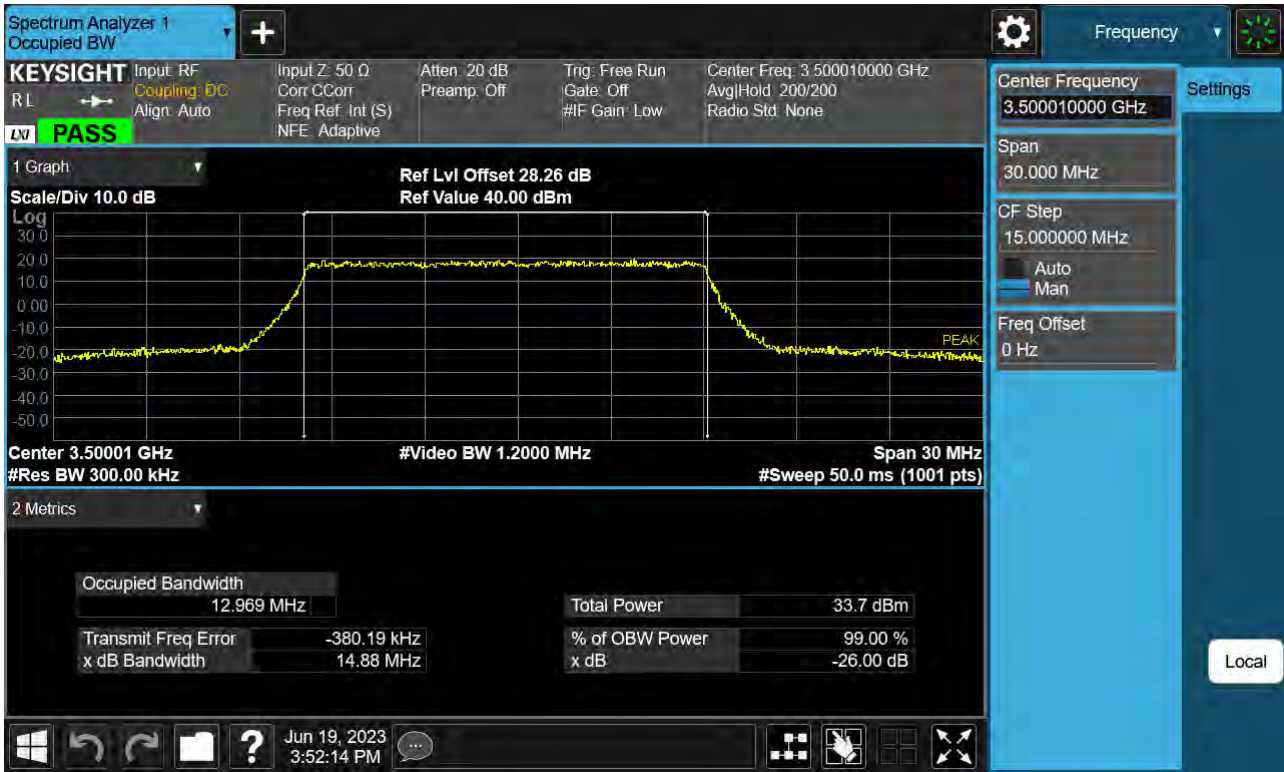 Spectrum Analyzer 1
Occupied BW
+
Frequency
KEYSIGHT
RL
LXI PASS
Input: RF
Coupling: DC
Align: Auto
Input Z: 50 Ω
Corr CCorr
Freq Ref: Int (S)
NFE: Adaptive
Atten: 20 dB
Preamp: Off
Trig: Free Run
Gate: Off
#IF Gain: Low
Center Freq: 3.500010000 GHz
Avg|Hold: 200/200
Radio Std: None
Center Frequency
3.500010000 GHz
Settings
Span
30.000 MHz
CF Step
15.000000 MHz
Auto
Man
Freq Offset
0 Hz
1 Graph
Scale/Div 10.0 dB
Ref Lvl Offset 28.26 dB
Ref Value 40.00 dBm
Log
30.0
20.0
10.0
0.00
-10.0
-20.0
-30.0
-40.0
-50.0
PEAK
Center 3.50001 GHz
#Video BW 1.2000 MHz
Span 30 MHz
#Res BW 300.00 kHz
#Sweep 50.0 ms (1001 pts)
2 Metrics
Occupied Bandwidth
12.969 MHz
Total Power 33.7 dBm
Transmit Freq Error -380.19 kHz
% of OBW Power 99.00 %
x dB Bandwidth 14.88 MHz
x dB -26.00 dB
Local
?
Jun 19, 2023
3:52:14 PM